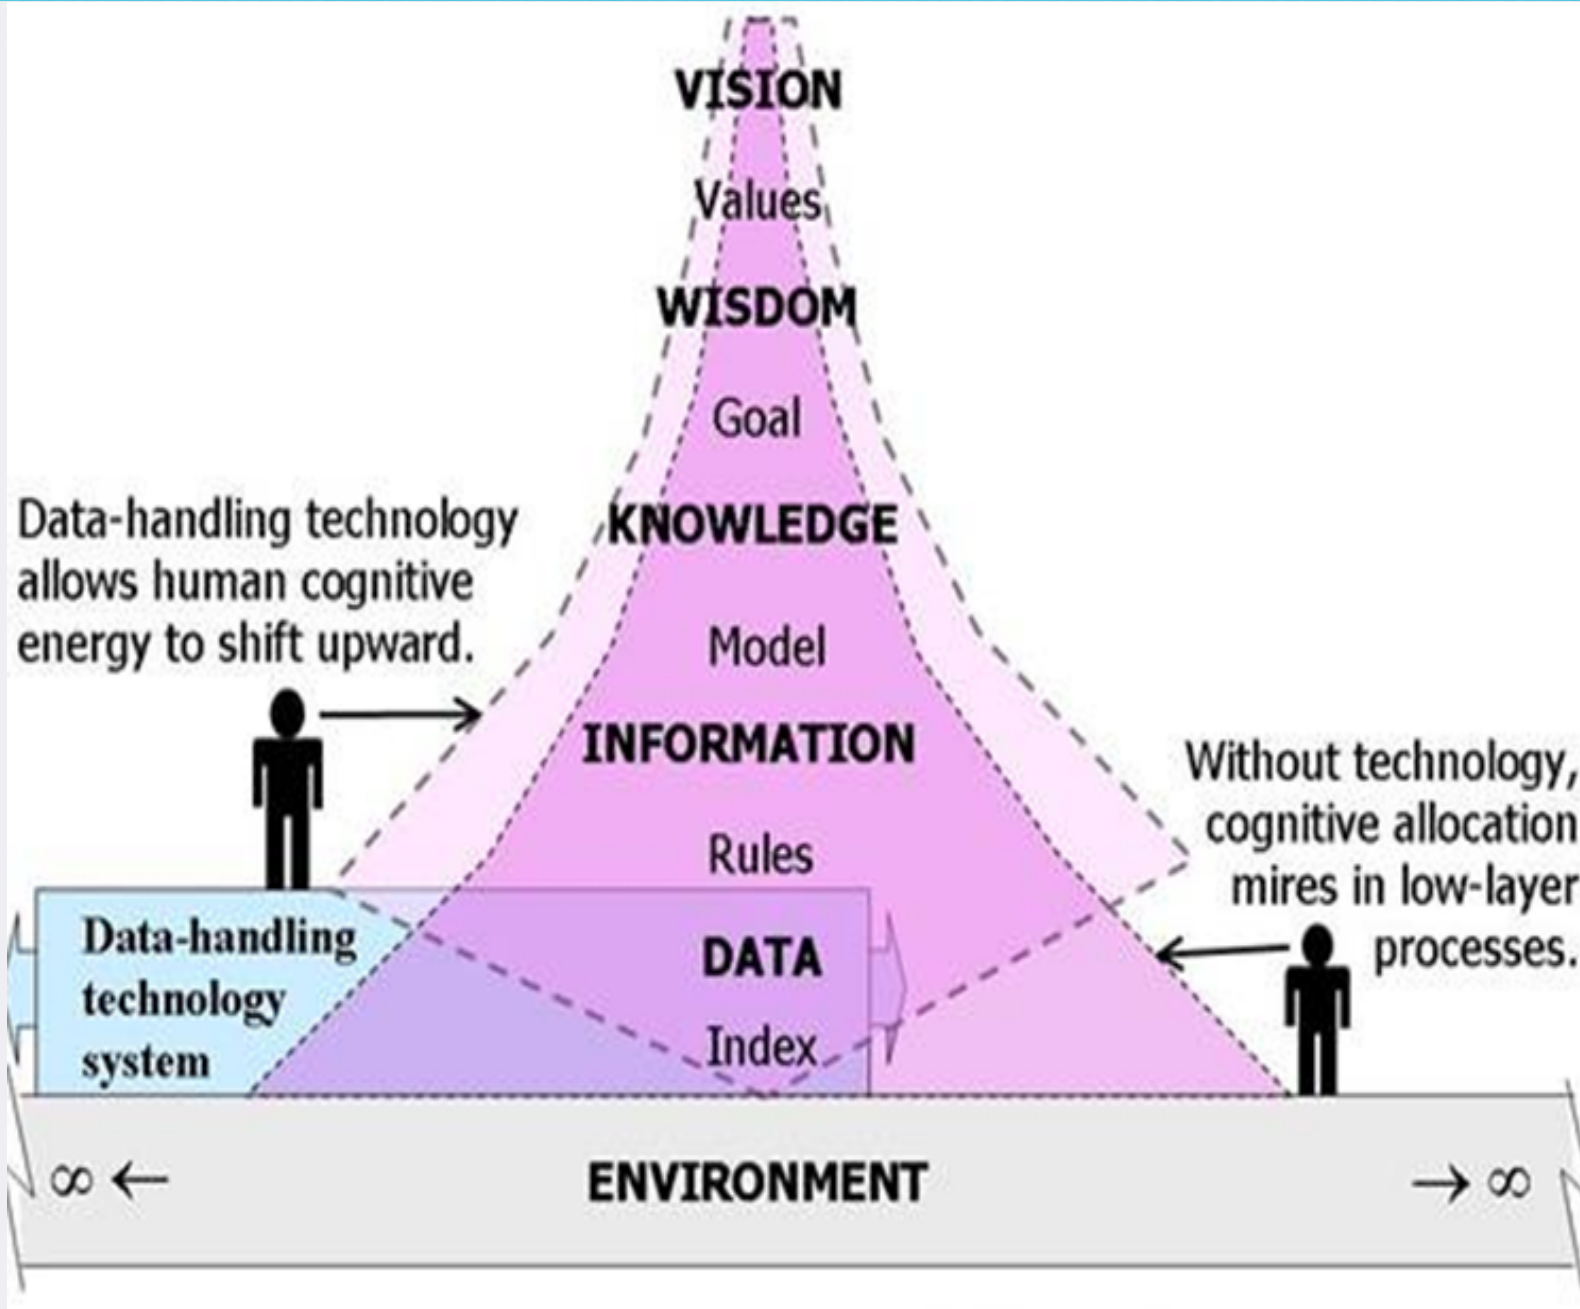 VISION
Values
WISDOM
Goal
KNOWLEDGE
Data-handling technology
allows human cognitive
energy to shift upward.
Model
INFORMATION
Without technology,
cognitive allocation
mires in low-layer
processes.
Rules
Data-handling
technology
system
DATA
Index
∞ ← ENVIRONMENT → ∞